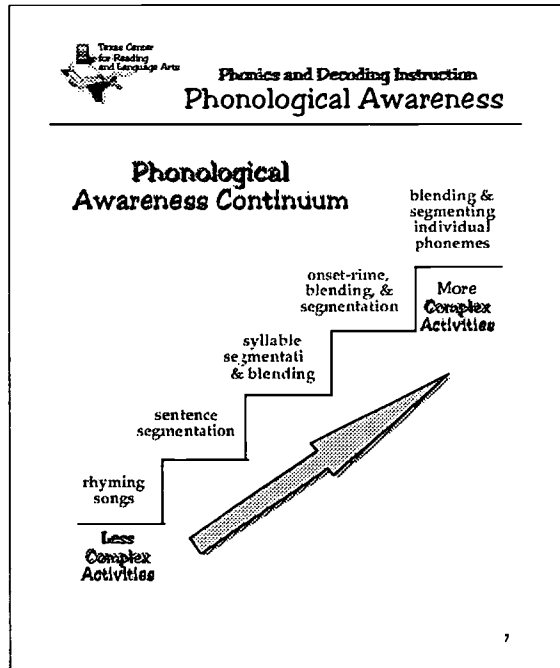 Texas Center
for Reading
and Language Arts
Phonics and Decoding Instruction
Phonological Awareness
Phonological
Awareness Continuum
blending &
segmenting
individual
phonemes
onset-rime,
blending, &
segmentation
More
Complex
Activities
syllable
segmentati
& blending
sentence
segmentation
rhyming
songs
Less
Complex
Activities